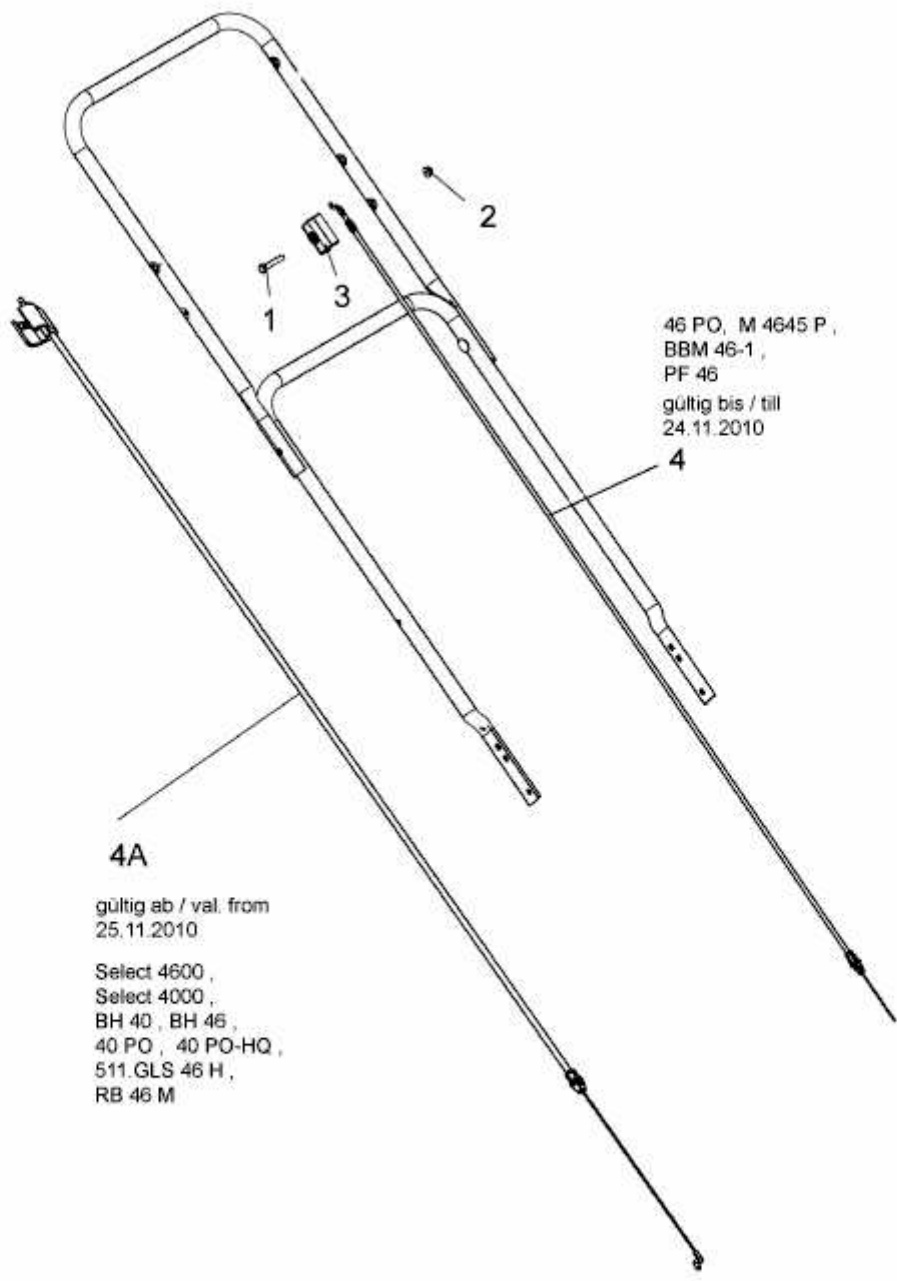 2
1
3
46 PO, M 4645 P ,
BBM 46-1 ,
PF 46
gültig bis / till
24.11.2010
4
4A
gültig ab / val. from
25.11.2010
Select 4600 ,
Select 4000 ,
BH 40 , BH 46 ,
40 PO , 40 PO-HQ ,
511.GLS 46 H ,
RB 46 M